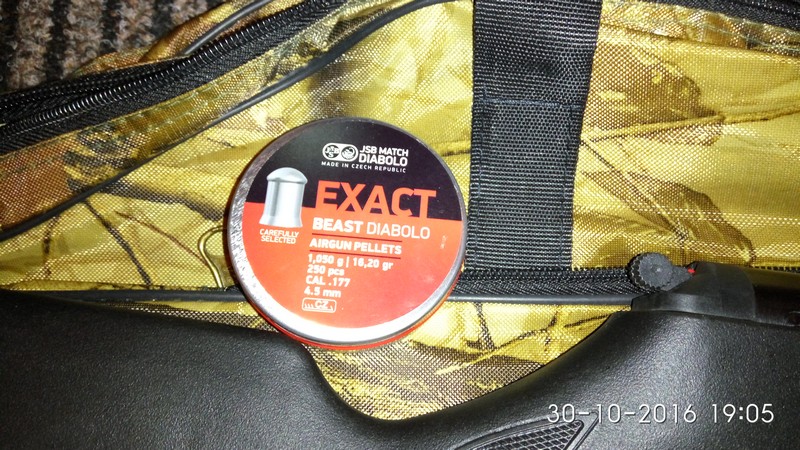 JSB MATCH
DIABOLO
MADE IN CZECH REPUBLIC
EXACT
BEAST DIABOLO
AIRGUN PELLETS
CAREFULLY
SELECTED
1,050 g | 16,20 gr
250 pcs
CAL .177
4.5 mm
CZ
30-10-2016 19:05